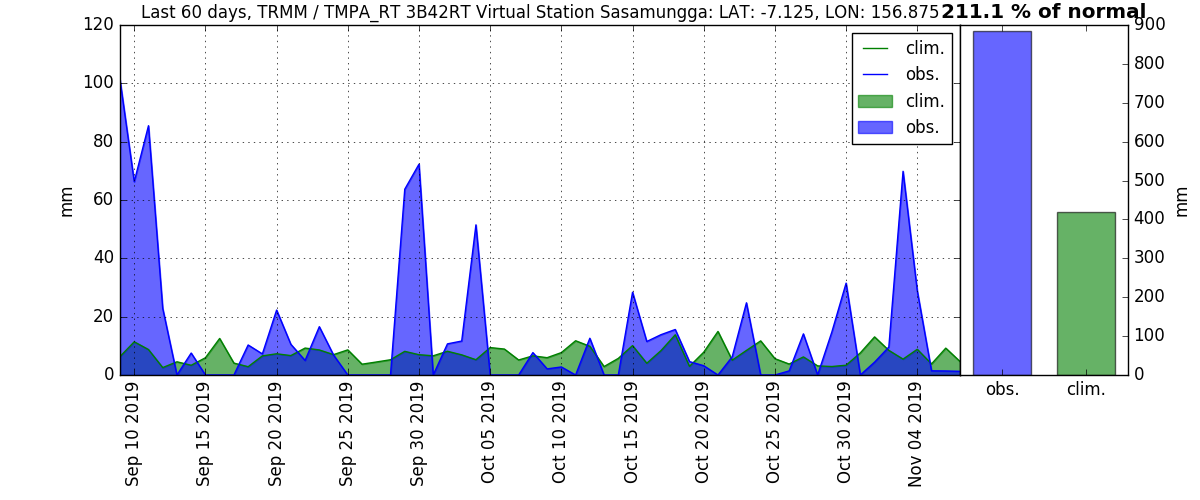 Last 60 days, TRMM / TMPA_RT 3B42RT Virtual Station Sasamungga: LAT: -7.125, LON: 156.875
211.1 % of normal
mm
120
100
80
60
40
20
0
clim.
obs.
clim.
obs.
Sep 10 2019
Sep 15 2019
Sep 20 2019
Sep 25 2019
Sep 30 2019
Oct 05 2019
Oct 10 2019
Oct 15 2019
Oct 20 2019
Oct 25 2019
Oct 30 2019
Nov 04 2019
obs.
clim.
900
800
700
600
500
400
300
200
100
0
mm